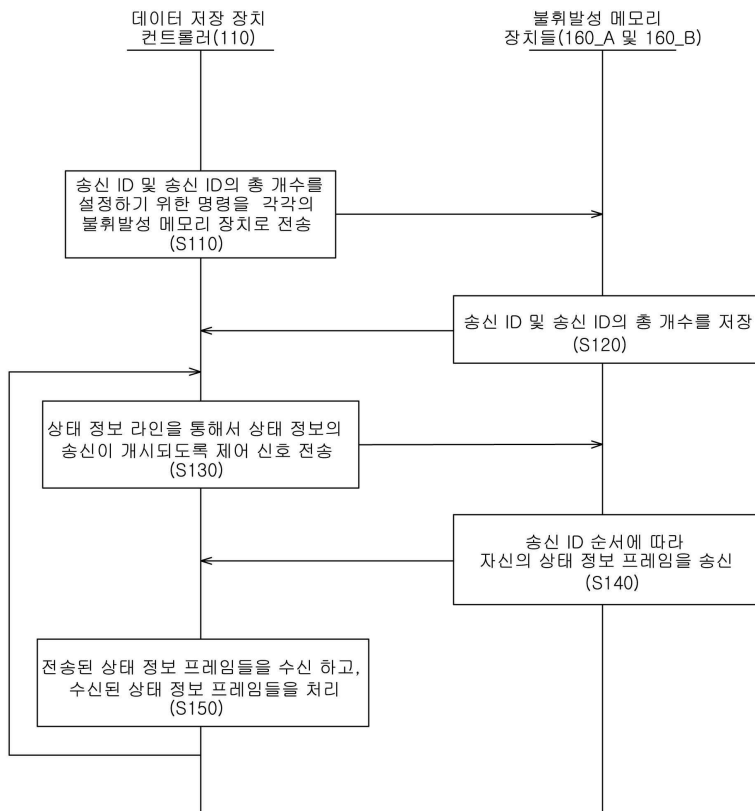 데이터 저장 장치
컨트롤러(110)
불휘발성 메모리
장치들(160_A 및 160_B)
송신 ID 및 송신 ID의 총 개수를
설정하기 위한 명령을 각각의
불휘발성 메모리 장치로 전송
(S110)
송신 ID 및 송신 ID의 총 개수를 저장
(S120)
상태 정보 라인을 통해서 상태 정보의
송신이 개시되도록 제어 신호 전송
(S130)
송신 ID 순서에 따라
자신의 상태 정보 프레임을 송신
(S140)
전송된 상태 정보 프레임들을 수신 하고,
수신된 상태 정보 프레임들을 처리
(S150)